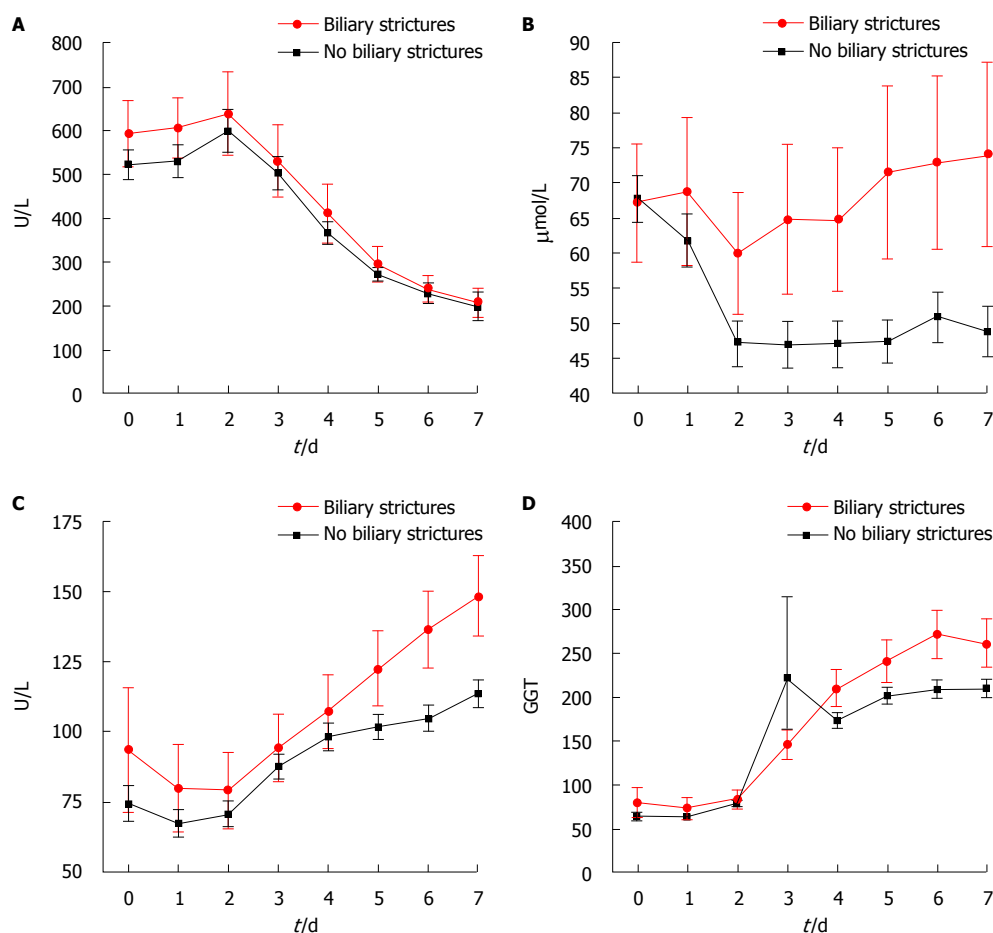 A
Biliary strictures
No biliary strictures
800
700
600
500
400
300
200
100
0
U/L
0 1 2 3 4 5 6 7
t/d
B
Biliary strictures
No biliary strictures
90
85
80
75
70
65
60
55
50
45
40
μmol/L
0 1 2 3 4 5 6 7
t/d
C
Biliary strictures
No biliary strictures
175
150
125
100
75
50
U/L
0 1 2 3 4 5 6 7
t/d
D
Biliary strictures
No biliary strictures
400
350
300
250
200
150
100
50
0
GGT
0 1 2 3 4 5 6 7
t/d